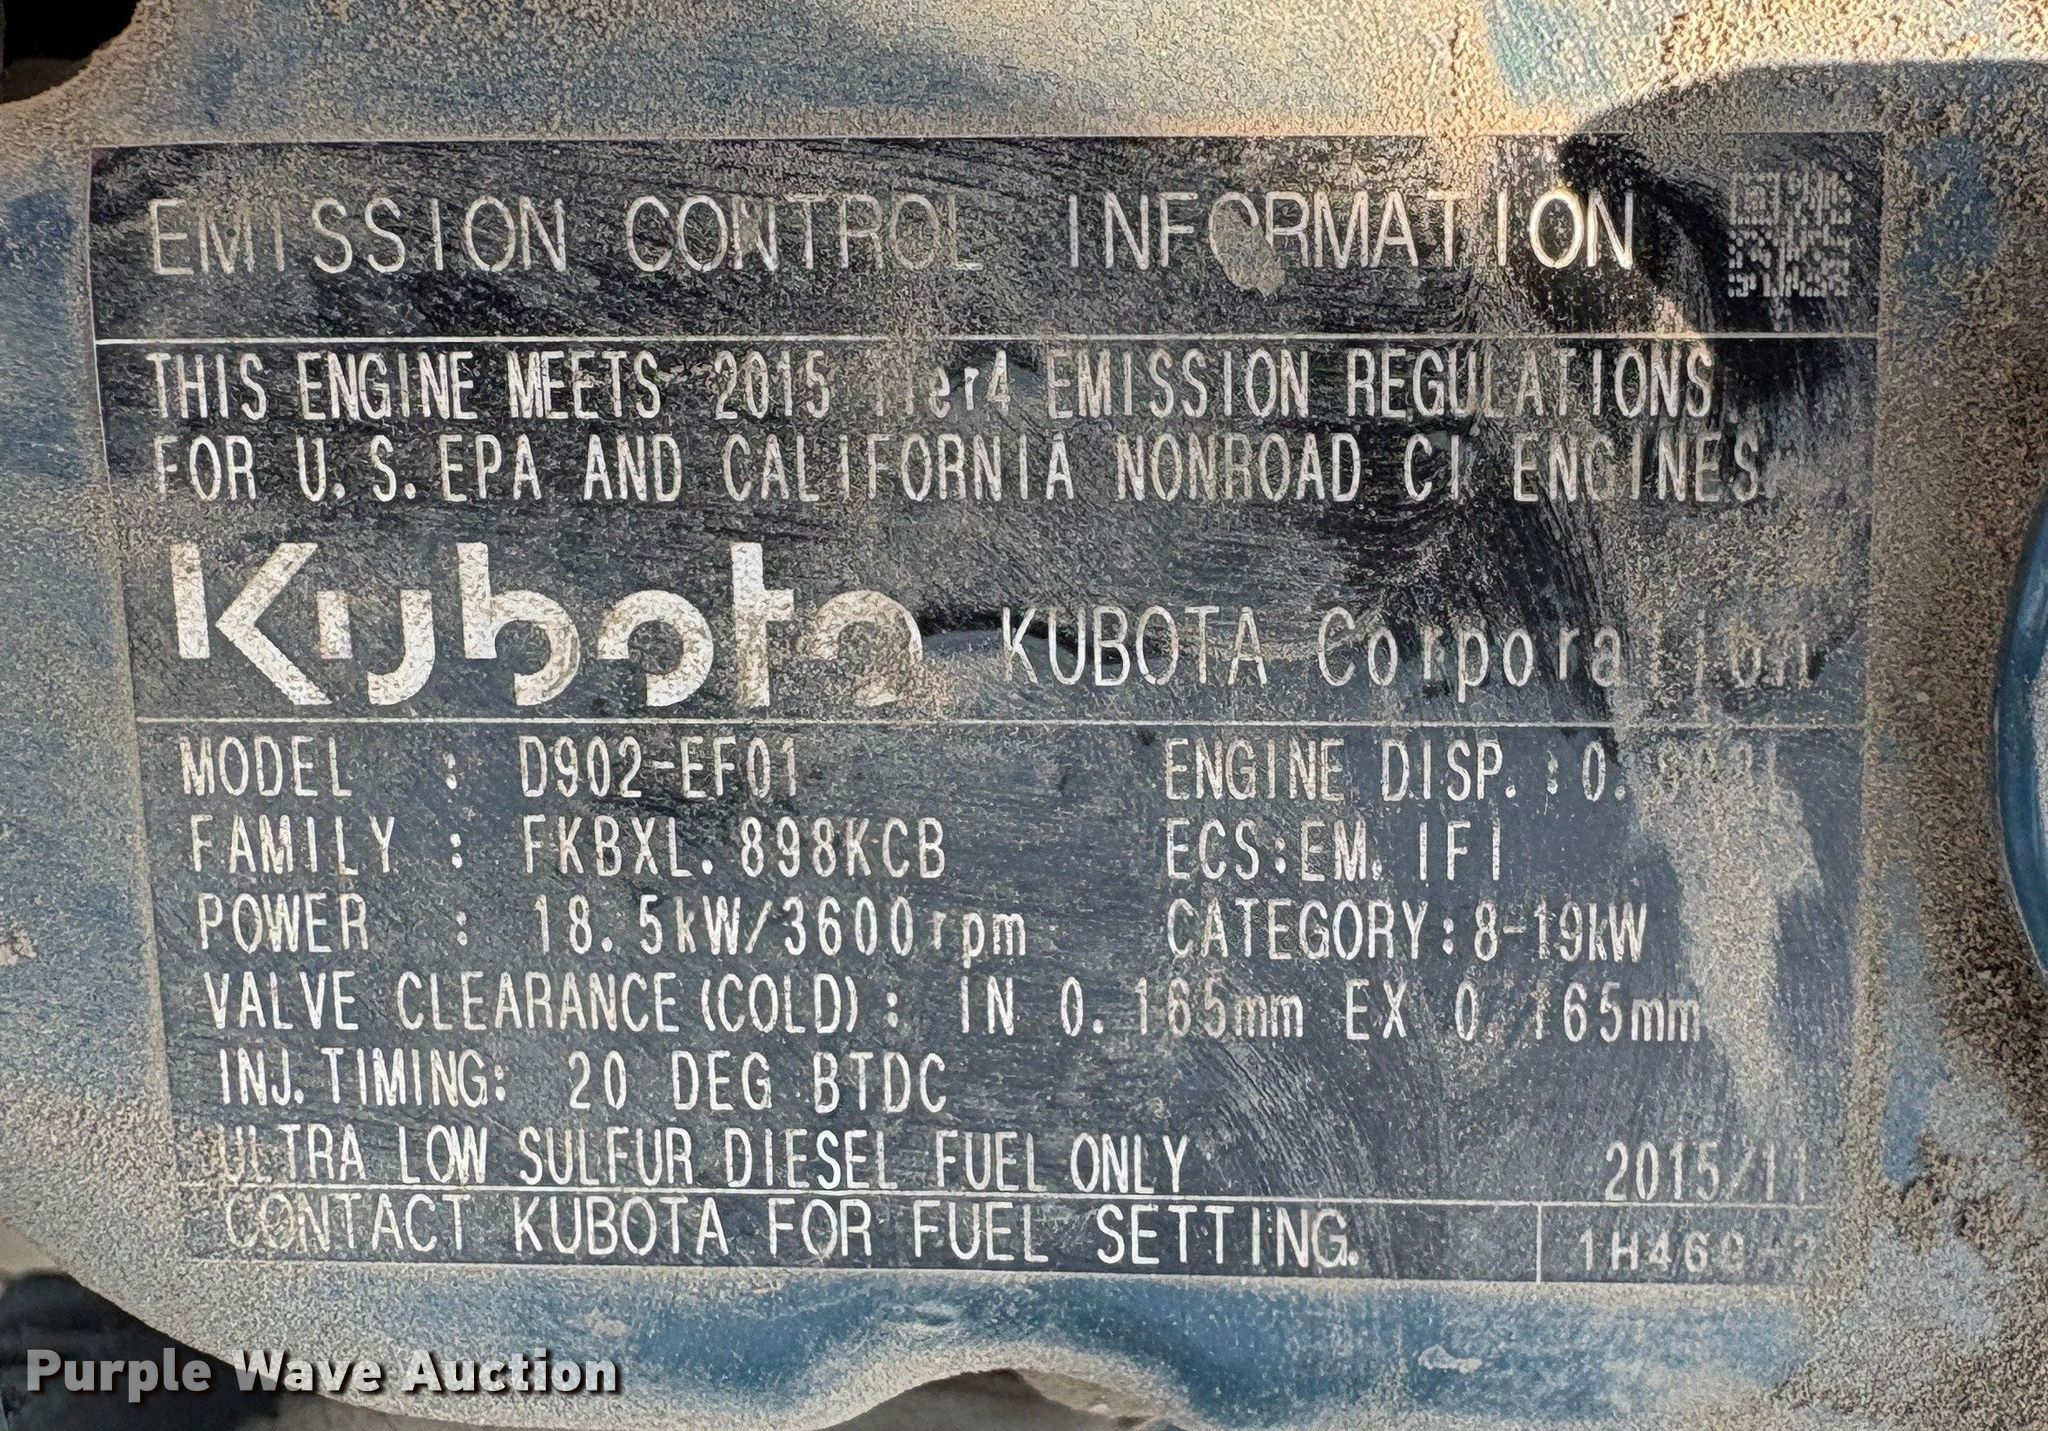 EMISSION CONTROL INFORMATION
THIS ENGINE MEETS 2015 Tier4 EMISSION REGULATIONS
FOR U.S. EPA AND CALIFORNIA NONROAD CI ENGINES
Kubota KUBOTA Corporation
MODEL : D902-EF01 ENGINE DISP. :
FAMILY : FKBXL.898KCB ECS:EM. IFI
POWER : 18.5kW/3600rpm CATEGORY:8-19kW
VALVE CLEARANCE(COLD): IN 0.165mm EX 0.165mm
INJ.TIMING: 20 DEG BTDC
ULTRA LOW SULFUR DIESEL FUEL ONLY 2015/11
CONTACT KUBOTA FOR FUEL SETTING.
Purple Wave Auction